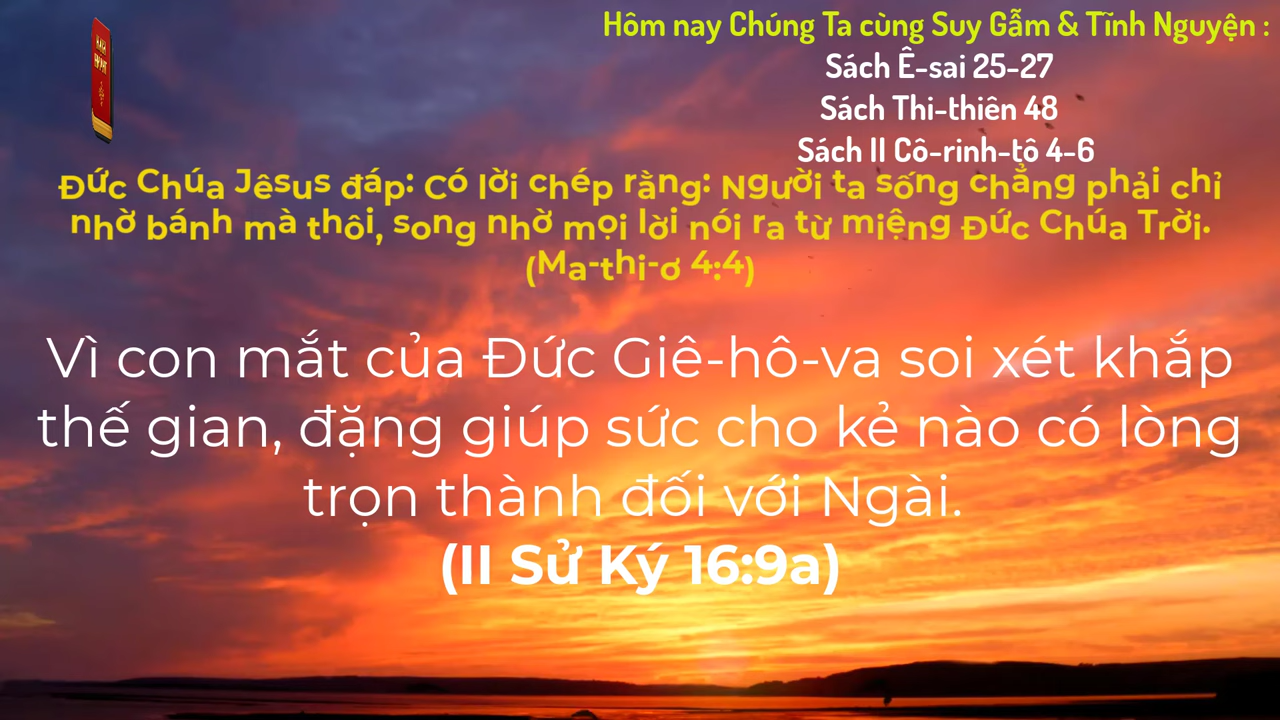 Hôm nay Chúng Ta cùng Suy Gẫm & Tĩnh Nguyện :
Sách Ê-sai 25-27
Sách Thi-thiên 48
Sách II Cô-rinh-tô 4-6
Đức Chúa Jêsus đáp: Có lời chép rằng: Người ta sống chẳng phải chỉ
nhờ bánh mà thôi, song nhờ mọi lời nói ra từ miệng Đức Chúa Trời.
(Ma-thi-ơ 4:4)
Vì con mắt của Đức Giê-hô-va soi xét khắp
thế gian, đặng giúp sức cho kẻ nào có lòng
trọn thành đối với Ngài.
(II Sử Ký 16:9a)